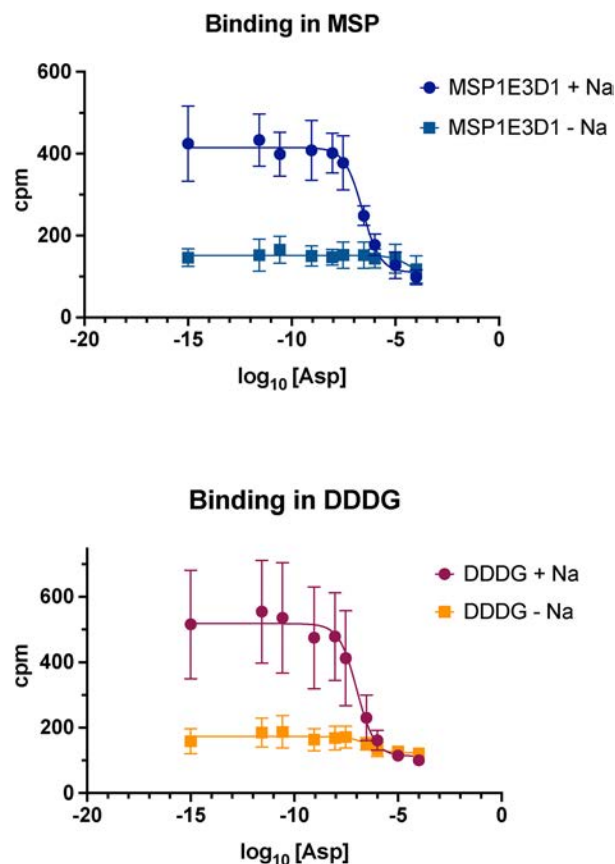 Binding in MSP
600
400
200
0
cpm
-20
-15
-10
-5
0
log10 [Asp]
MSP1E3D1 + Na
MSP1E3D1 - Na
Binding in DDDG
600
400
200
0
cpm
-20
-15
-10
-5
0
log10 [Asp]
DDDG + Na
DDDG - Na